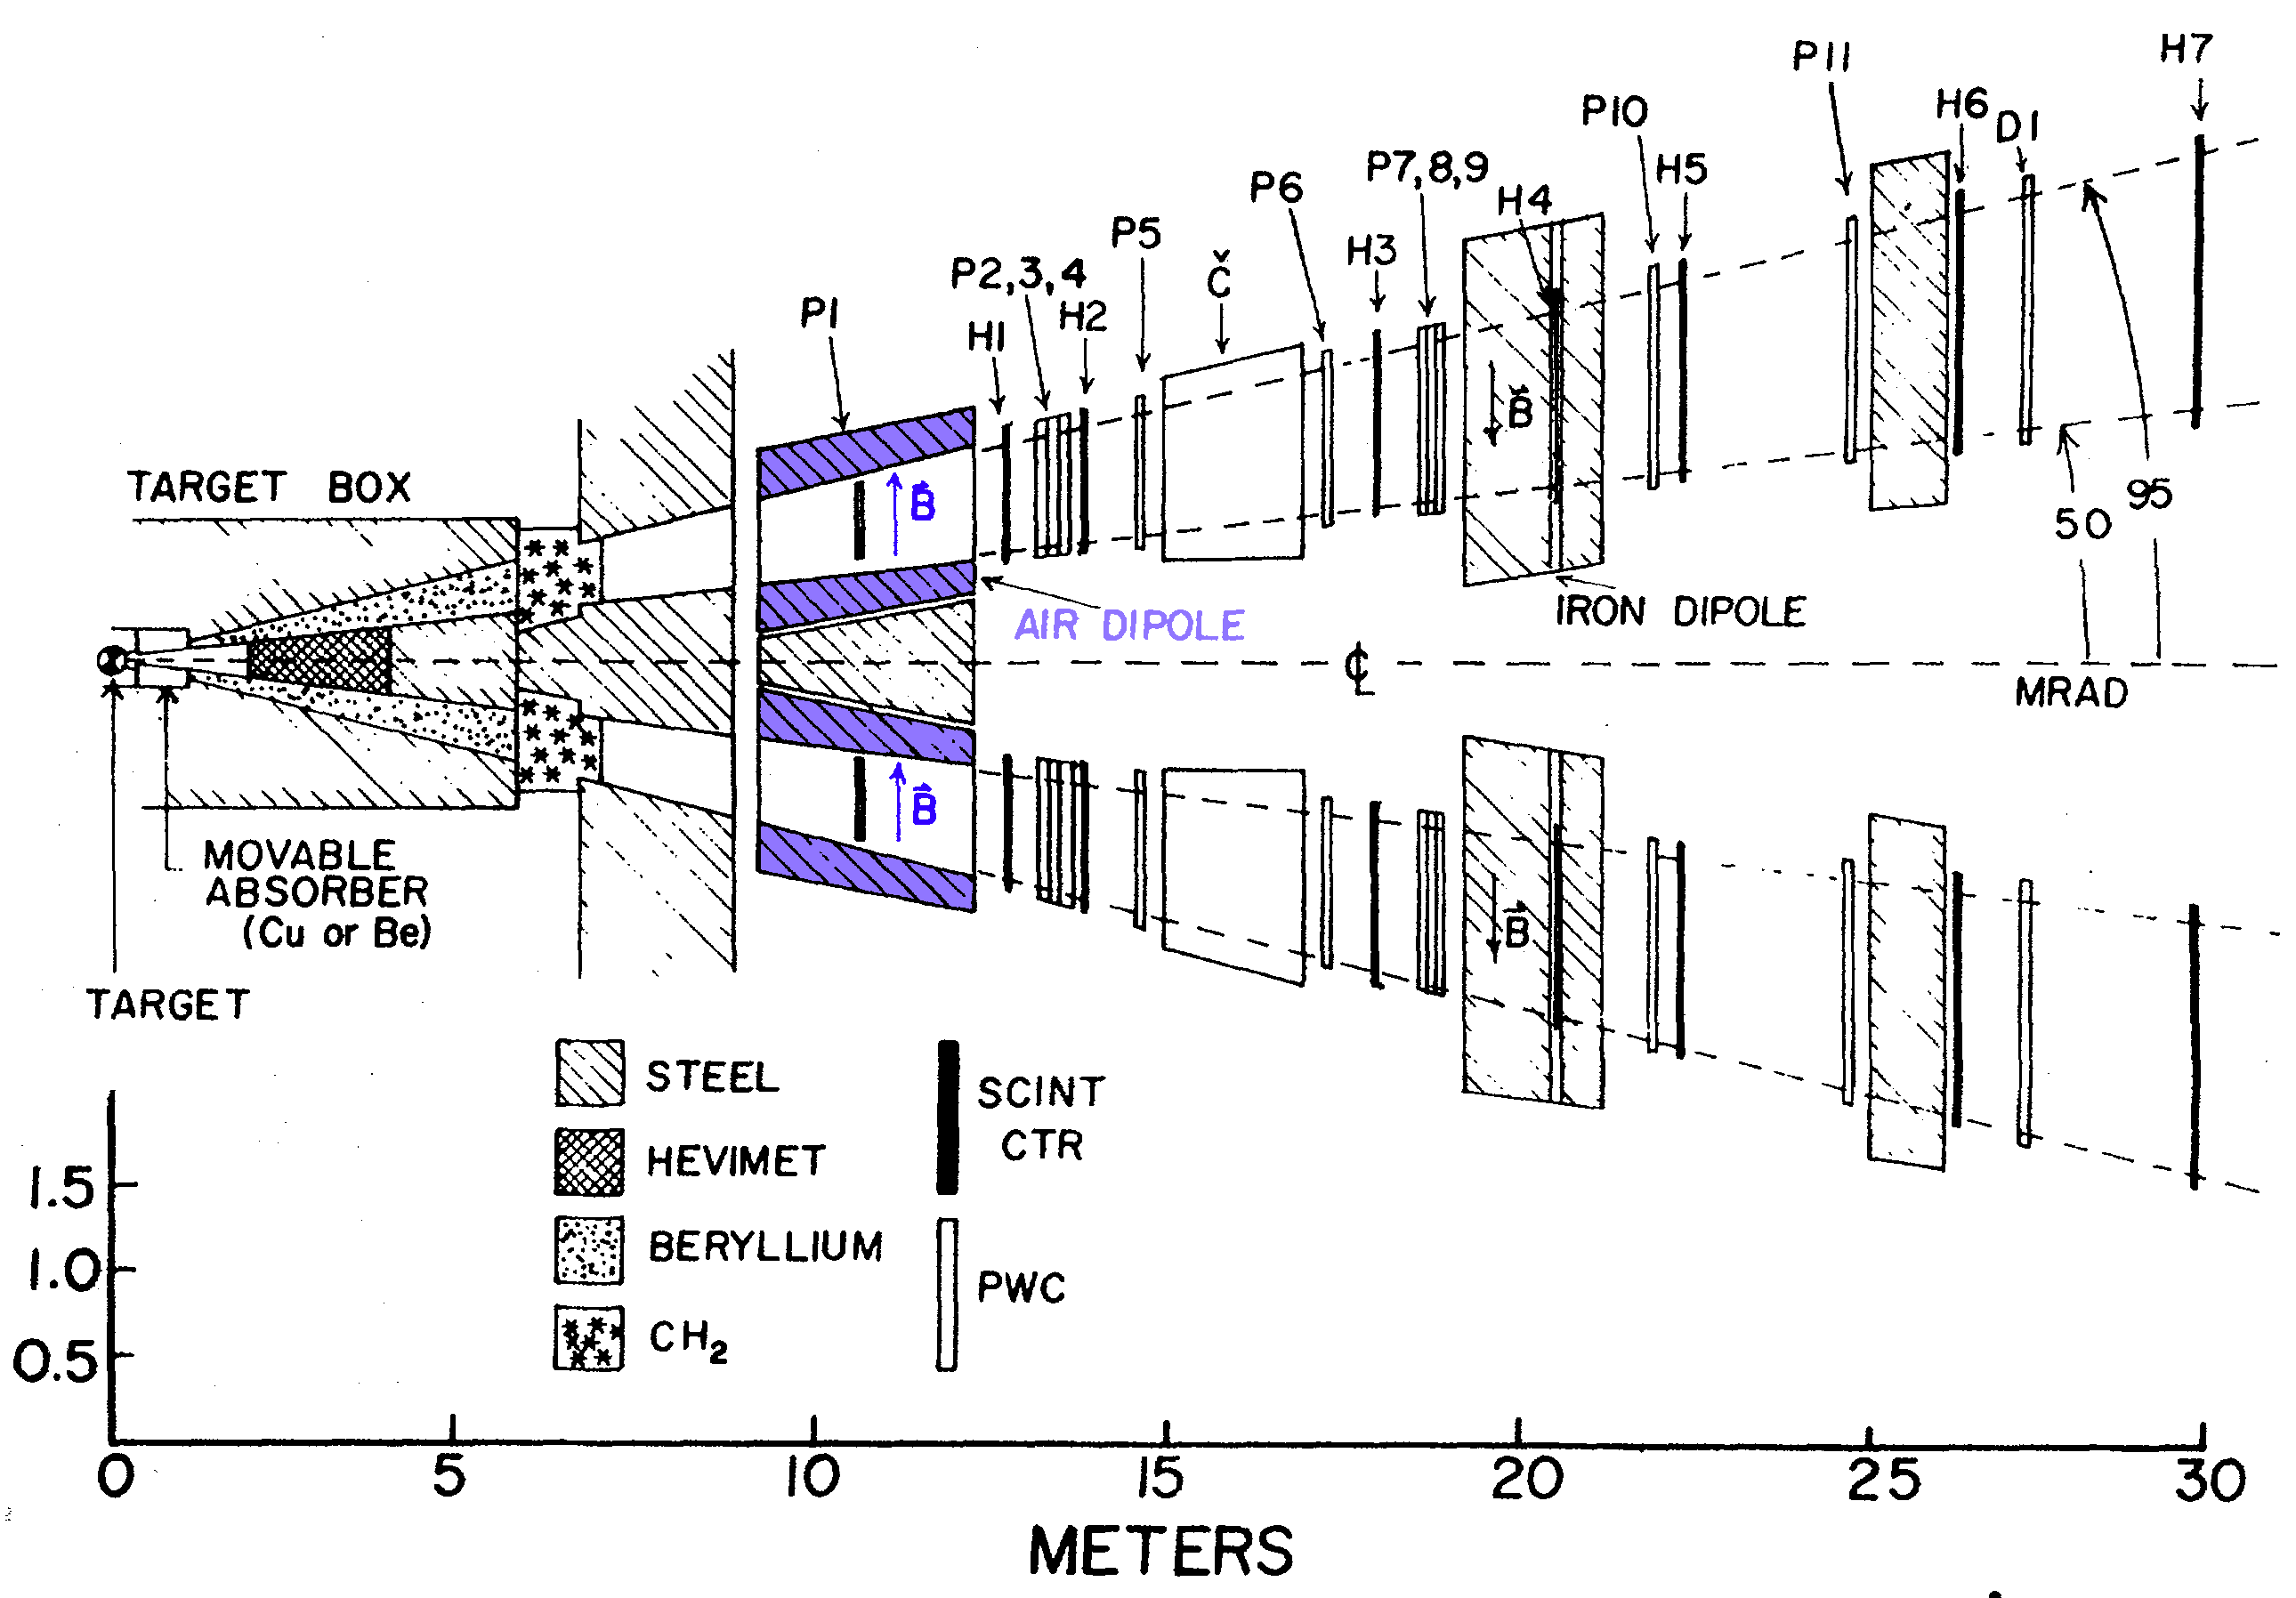 H7
P11
H6
D1
P10
H5
P7,8,9
H4
P6
H3
P5
Č
P2,3,4
H2
H1
P1
B⃗
B⃗
TARGET BOX
95
50
AIR DIPOLE
IRON DIPOLE
℄
MRAD
B⃗
B⃗
MOVABLE
ABSORBER
(Cu or Be)
TARGET
STEEL
HEVIMET
BERYLLIUM
CH₂
SCINT
CTR
PWC
1.5
1.0
0.5
0 5 10 15 20 25 30
METERS